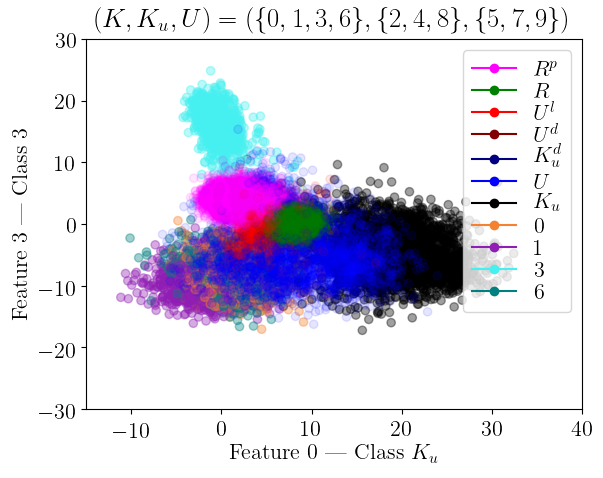 (K, K_u, U) = ({0, 1, 3, 6}, {2, 4, 8}, {5, 7, 9})
30
20
10
0
−10
−20
−30
Feature 3 — Class 3
R^p
R
U^l
U^d
K_u^d
U
K_u
0
1
3
6
−10
0
10
20
30
40
Feature 0 — Class K_u